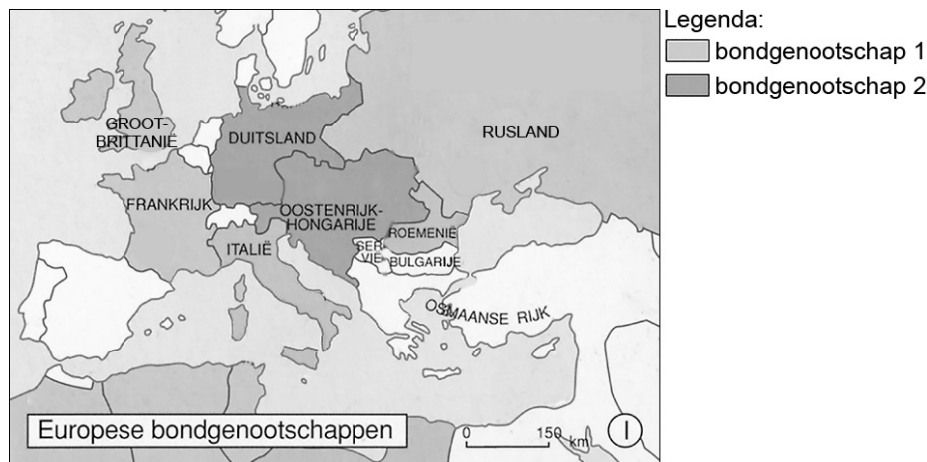 Legenda:
bondgenootschap 1
bondgenootschap 2
GROOT-
BRITTANIË
DUITSLAND
RUSLAND
FRANKRIJK
OOSTENRIJK-
HONGARIJE
ITALIË
ROEMENIË
SER-
VIE
BULGARIJE
OSMAANSE RIJK
Europese bondgenootschappen
0 150 km
I